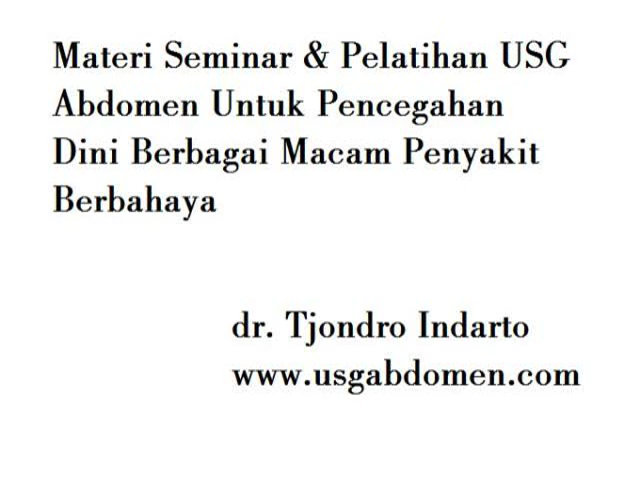 Materi Seminar & Pelatihan USG
Abdomen Untuk Pencegahan
Dini Berbagai Macam Penyakit
Berbahaya
dr. Tjondro Indarto
www.usgabdomen.com